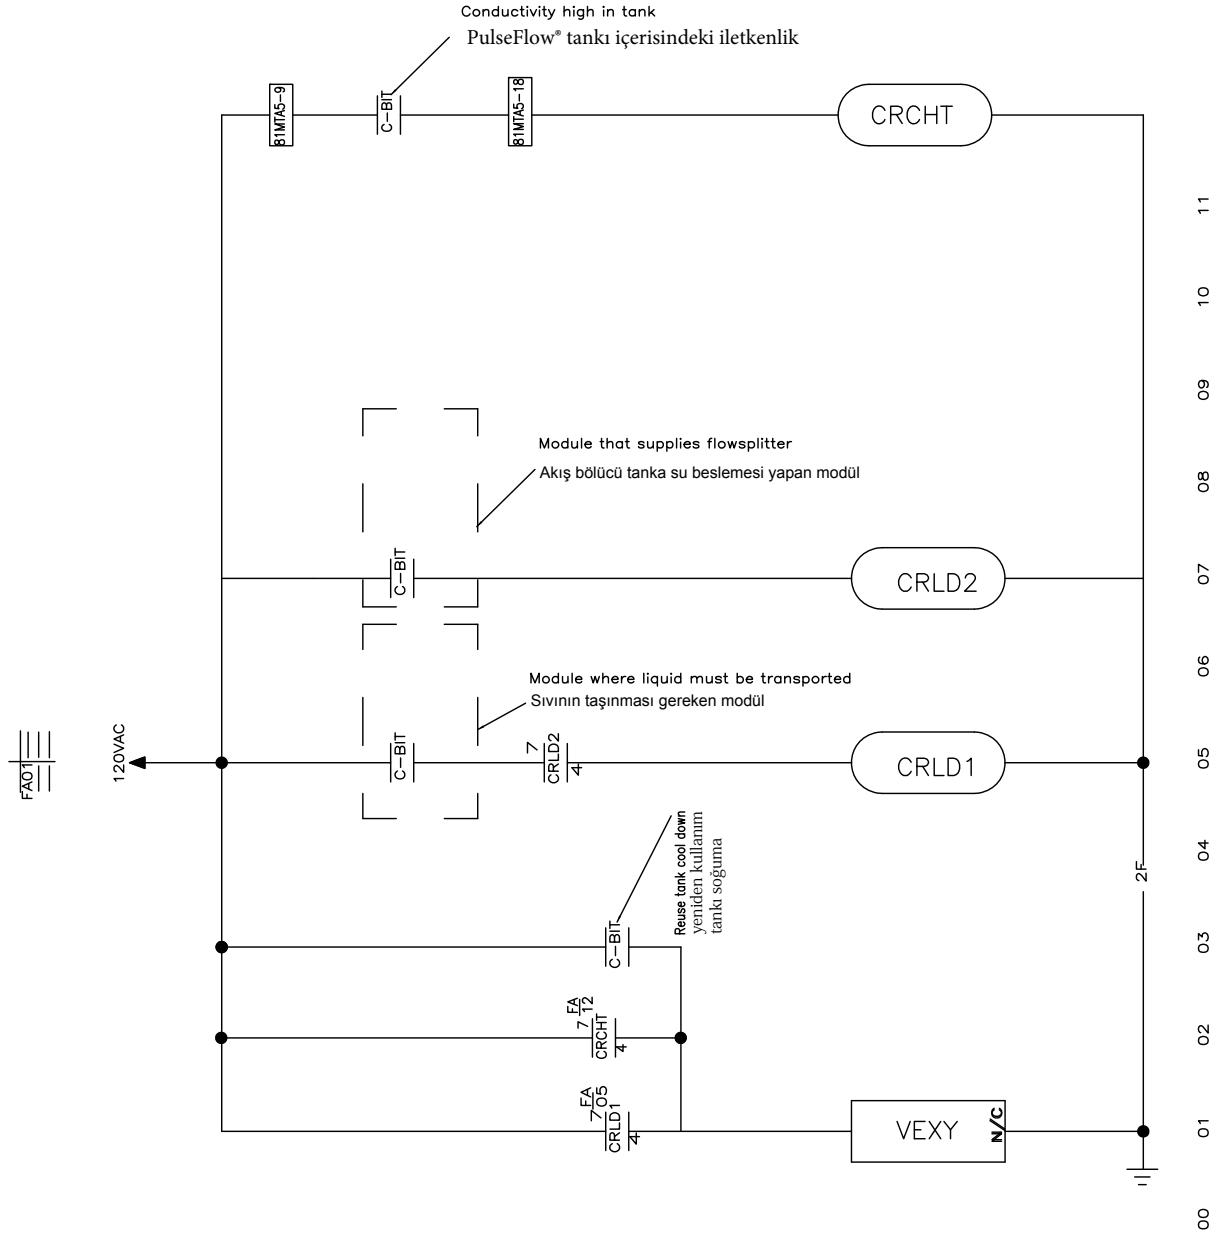 Conductivity high in tank
PulseFlow® tankı içerisindeki iletkenlik
81MTA5-9
C-BIT
81MTA5-18
CRCHT
11
10
09
Module that supplies flowsplitter
Akış bölücü tanka su beslemesi yapan modül
08
C-BIT
CRLD2
07
06
Module where liquid must be transported
Sıvının taşınması gereken modül
FA01
120VAC
C-BIT
7
CRLD2
4
CRLD1
05
Reuse tank cool down
yeniden kullanım
tankı soğuma
04
2F
C-BIT
03
FA
12
7
CRCHT
4
02
FA
05
7
CRLD1
4
VEXY
N/C
01
00